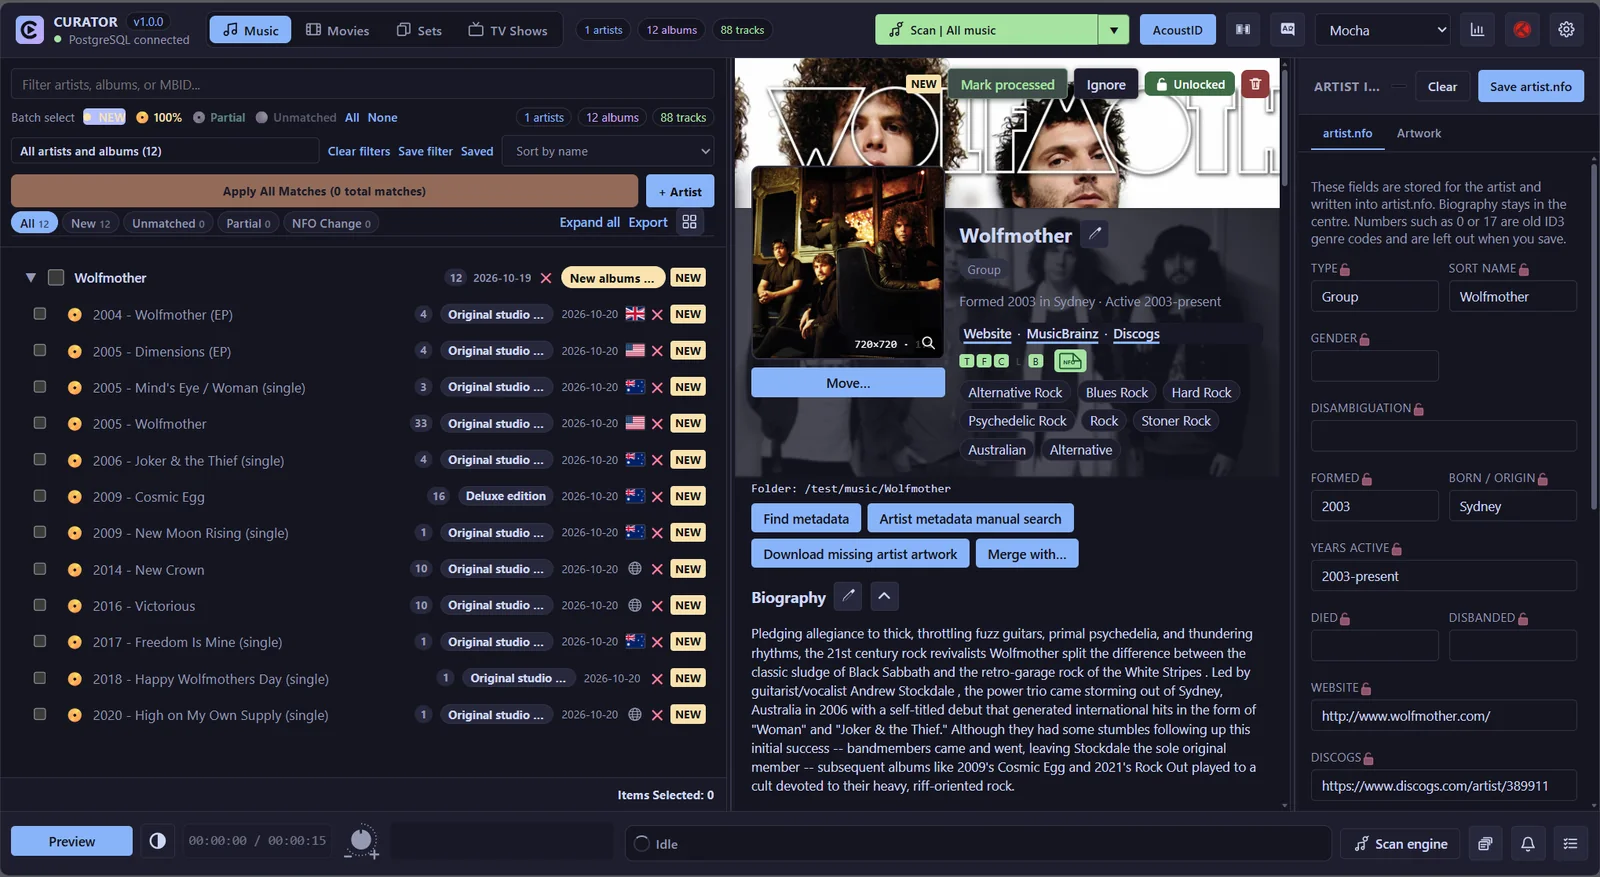 CURATOR v1.0.0
PostgreSQL connected
Music
Movies
Sets
TV Shows
1 artists
12 albums
88 tracks
Scan | All music
AcoustID
Mocha
Filter artists, albums, or MBID...
Batch select NEW 100% Partial Unmatched All None
1 artists 12 albums 88 tracks
All artists and albums (12)
Clear filters Save filter Saved
Sort by name
Apply All Matches (0 total matches)
+ Artist
All 12 New 12 Unmatched 0 Partial 0 NFO Change 0
Expand all Export
Wolfmother 12 2026-10-19 New albums ... NEW
2004 - Wolfmother (EP) 4 Original studio ... 2026-10-20 NEW
2005 - Dimensions (EP) 4 Original studio ... 2026-10-20 NEW
2005 - Mind's Eye / Woman (single) 3 Original studio ... 2026-10-20 NEW
2005 - Wolfmother 33 Original studio ... 2026-10-20 NEW
2006 - Joker & the Thief (single) 4 Original studio ... 2026-10-20 NEW
2009 - Cosmic Egg 16 Deluxe edition 2026-10-20 NEW
2009 - New Moon Rising (single) 1 Original studio ... 2026-10-20 NEW
2014 - New Crown 10 Original studio ... 2026-10-20 NEW
2016 - Victorious 10 Original studio ... 2026-10-20 NEW
2017 - Freedom Is Mine (single) 1 Original studio ... 2026-10-20 NEW
2018 - Happy Wolfmothers Day (single) 1 Original studio ... 2026-10-20 NEW
2020 - High on My Own Supply (single) 1 Original studio ... 2026-10-20 NEW
Items Selected: 0
NEW
Mark processed
Ignore
Unlocked
720x720 -
Move...
Wolfmother
Group
Formed 2003 in Sydney · Active 2003-present
Website · MusicBrainz · Discogs
T F C L B NFO
Alternative Rock Blues Rock Hard Rock
Psychedelic Rock Rock Stoner Rock
Australian Alternative
Folder: /test/music/Wolfmother
Find metadata
Artist metadata manual search
Download missing artist artwork
Merge with...
Biography
Pledging allegiance to thick, throttling fuzz guitars, primal psychedelia, and thundering
rhythms, the 21st century rock revivalists Wolfmother split the difference between the
classic sludge of Black Sabbath and the retro-garage rock of the White Stripes . Led by
guitarist/vocalist Andrew Stockdale , the power trio came storming out of Sydney,
Australia in 2006 with a self-titled debut that generated international hits in the form of
"Woman" and "Joker & the Thief." Although they had some stumbles following up this
initial success -- bandmembers came and went, leaving Stockdale the sole original
member -- subsequent albums like 2009's Cosmic Egg and 2021's Rock Out played to a
cult devoted to their heavy, riff-oriented rock.
ARTIST I...
Clear
Save artist.nfo
artist.nfo
Artwork
These fields are stored for the artist and
written into artist.nfo. Biography stays in the
centre. Numbers such as 0 or 17 are old ID3
genre codes and are left out when you save.
TYPE
Group
SORT NAME
Wolfmother
GENDER
DISAMBIGUATION
FORMED
2003
BORN / ORIGIN
Sydney
YEARS ACTIVE
2003-present
DIED
DISBANDED
WEBSITE
http://www.wolfmother.com/
DISCOGS
https://www.discogs.com/artist/389911
Preview
00:00:00 / 00:00:15
Idle
Scan engine